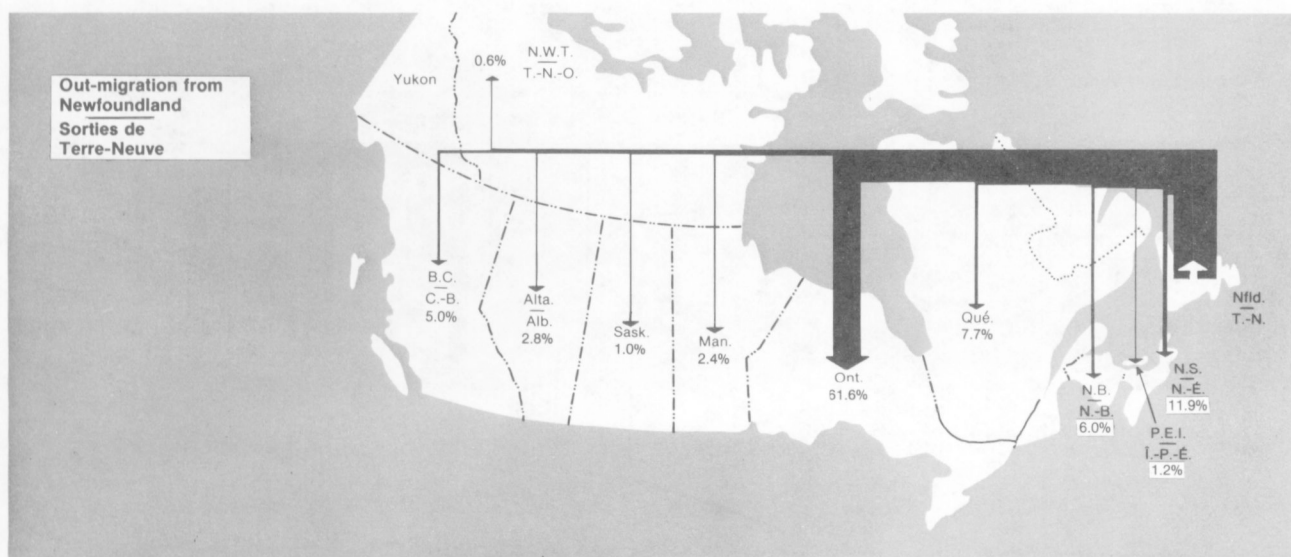 Out-migration from
Newfoundland
Sorties de
Terre-Neuve
Yukon
0.6%
N.W.T.
T.-N.-O.
B.C.
C.-B.
5.0%
Alta.
Alb.
2.8%
Sask.
1.0%
Man.
2.4%
Ont.
61.6%
Qué.
7.7%
N.B.
N.-B.
6.0%
P.E.I.
Î.-P.-É.
1.2%
N.S.
N.-É.
11.9%
Nfld.
T.-N.